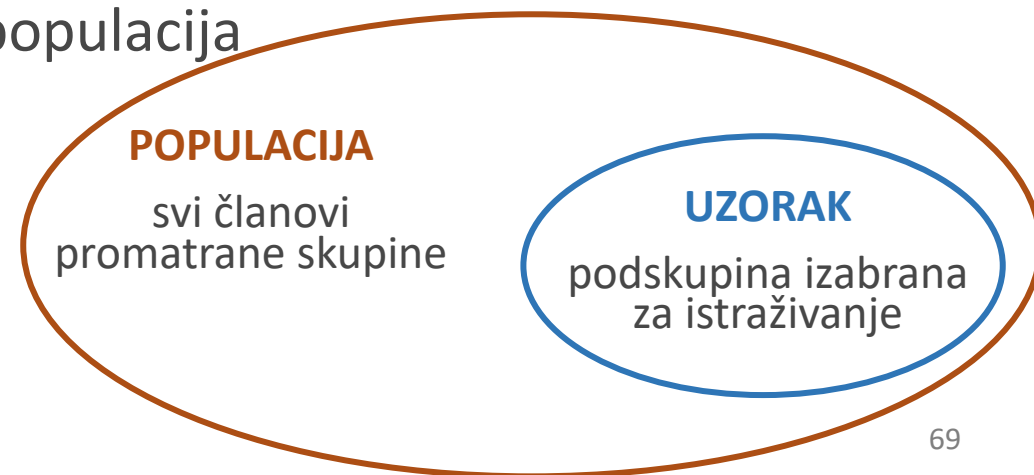 populacija
POPULACIJA
svi članovi
promatrane skupine
UZORAK
podskupina izabrana
za istraživanje
69